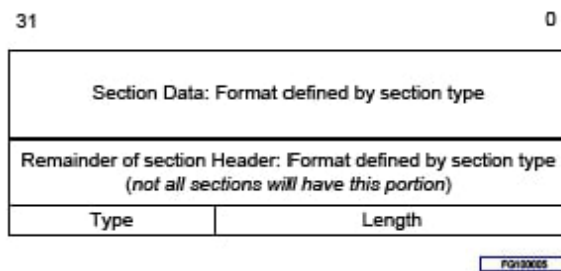 31 0
Section Data: Format defined by section type
Remainder of section Header: Format defined by section type
(not all sections will have this portion)
Type Length